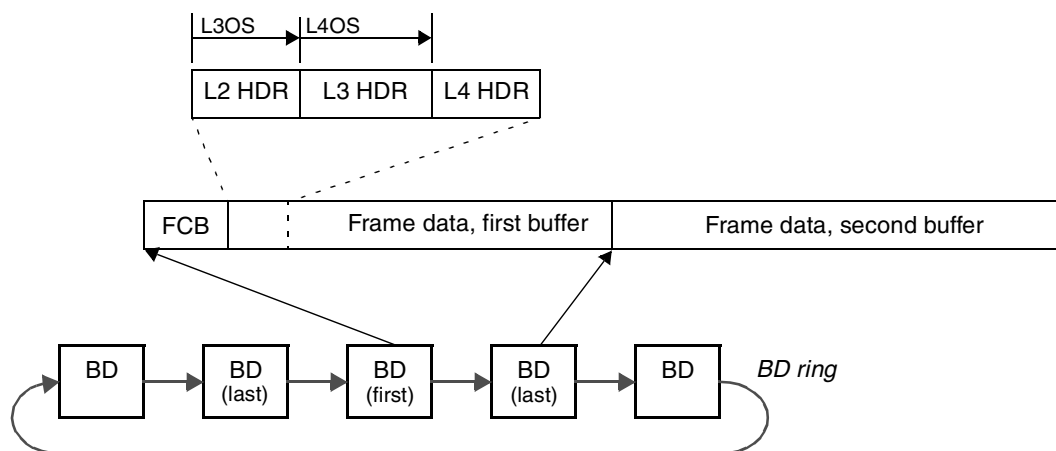 L3OS L4OS
L2 HDR L3 HDR L4 HDR
FCB Frame data, first buffer Frame data, second buffer
BD BD BD BD BD BD ring
(last) (first) (last)